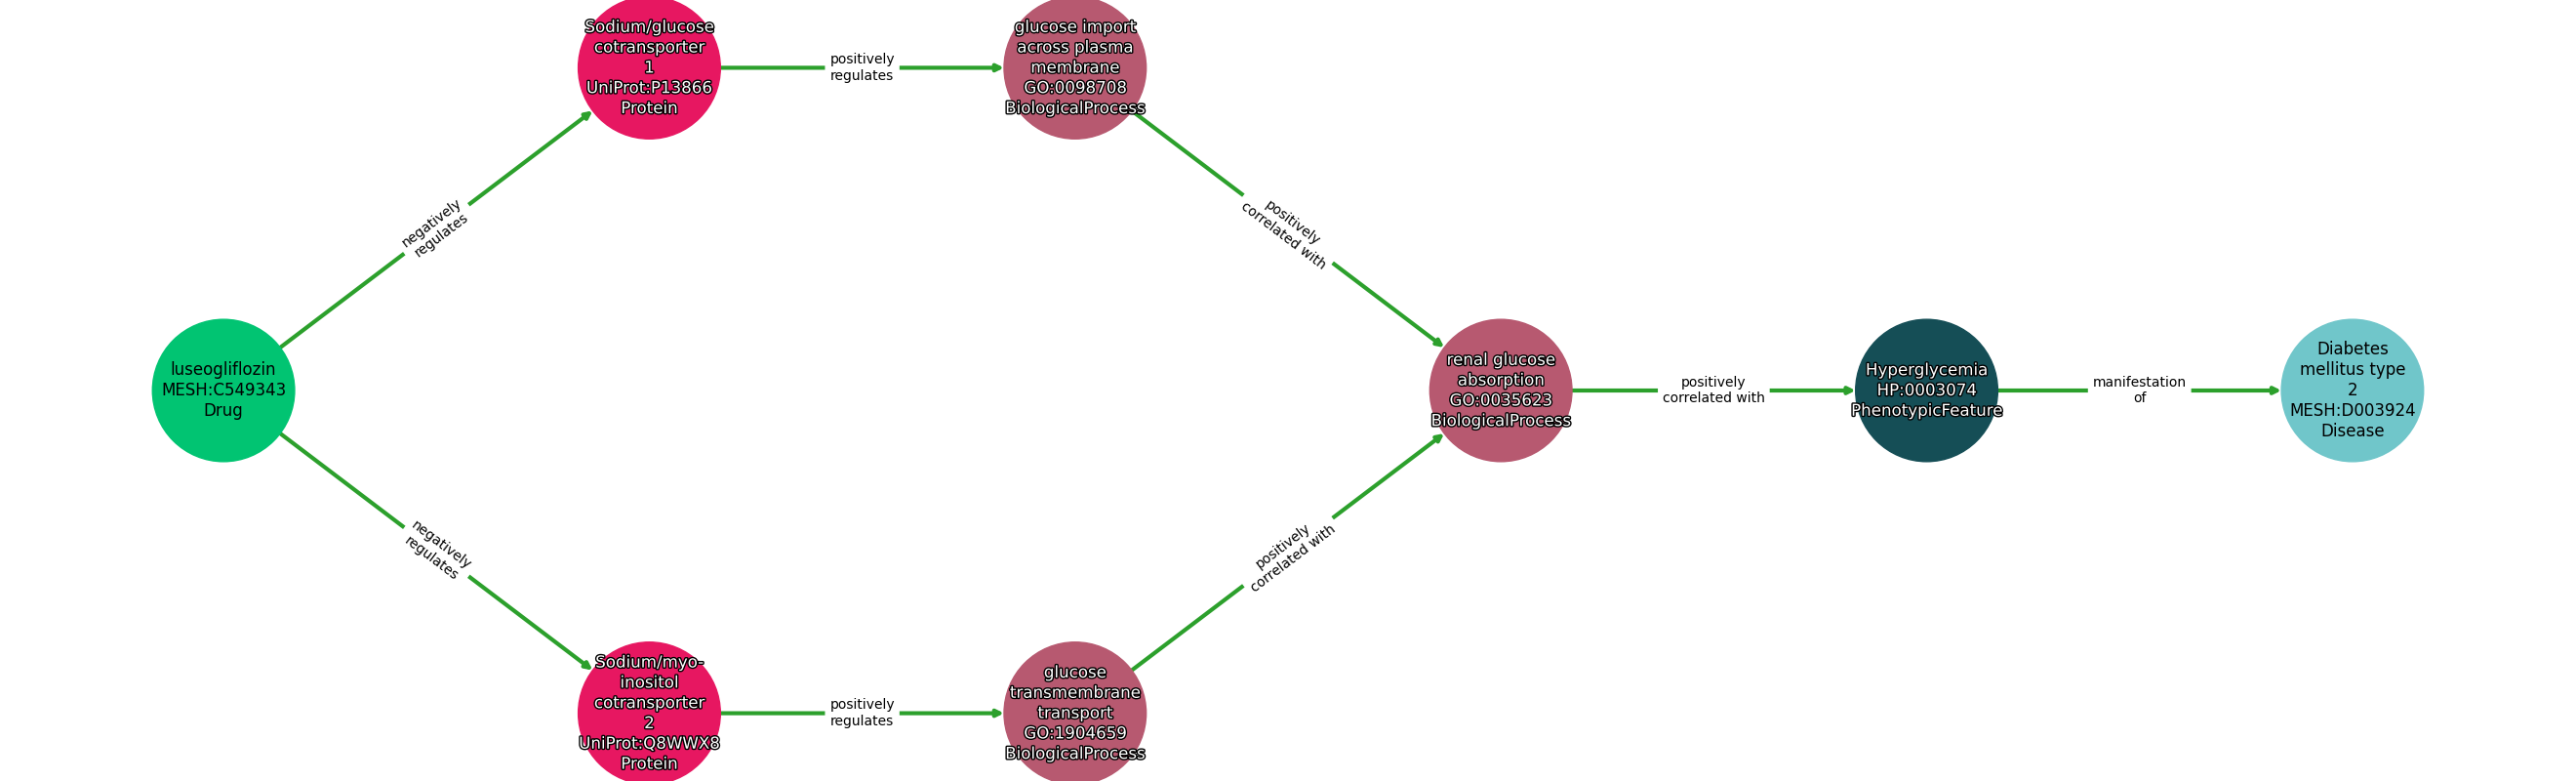 Sodium/glucose
cotransporter
1
UniProt:P13866
Protein
positively
regulates
glucose import
across plasma
membrane
GO:0098708
BiologicalProcess
negatively
regulates
positively
correlated with
luseogliflozin
MESH:C549343
Drug
renal glucose
absorption
GO:0035623
BiologicalProcess
positively
correlated with
Hyperglycemia
HP:0003074
PhenotypicFeature
manifestation
of
Diabetes
mellitus type
2
MESH:D003924
Disease
negatively
regulates
positively
correlated with
Sodium/myo-
inositol
cotransporter
2
UniProt:Q8WWX8
Protein
positively
regulates
glucose
transmembrane
transport
GO:1904659
BiologicalProcess